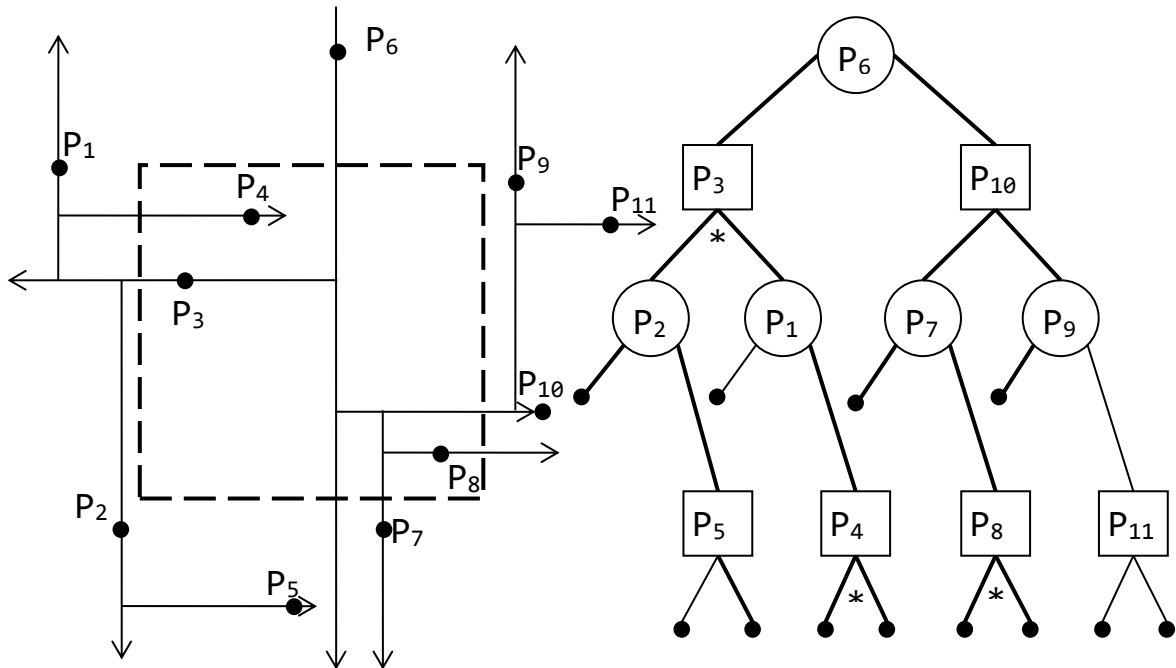 P₆
P₁
P₄
P₉
P₁₁
P₃
P₁₀
P₈
P₂
P₇
P₅
P₆
P₃ P₁₀
*
P₂ P₁ P₇ P₉
P₅ P₄ P₈ P₁₁
* *